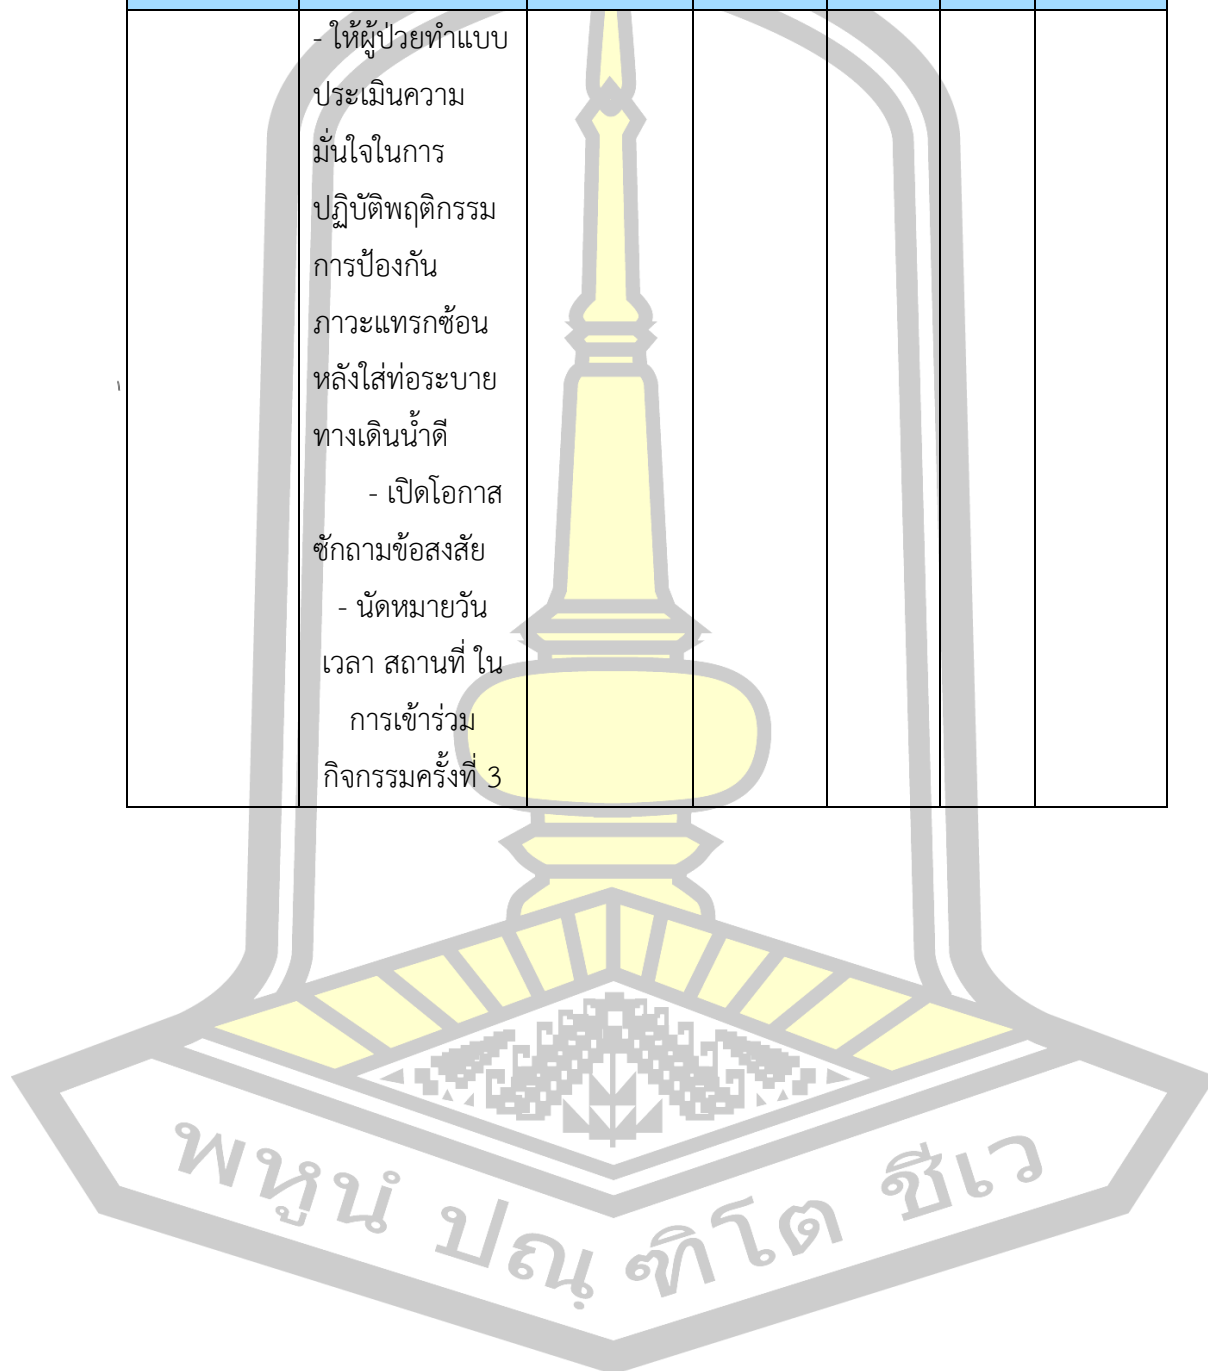 - ให้ผู้ป่วยทำแบบ
ประเมินความ
มั่นใจในการ
ปฏิบัติพฤติกรรม
การป้องกัน
ภาวะแทรกซ้อน
หลังใส่ท่อระบาย
ทางเดินน้ำดี
- เปิดโอกาส
ซักถามข้อสงสัย
- นัดหมายวัน
เวลา สถานที่ ใน
การเข้าร่วม
กิจกรรมครั้งที่ 3
พหูนํ ปณฺฑิโต ชีเว